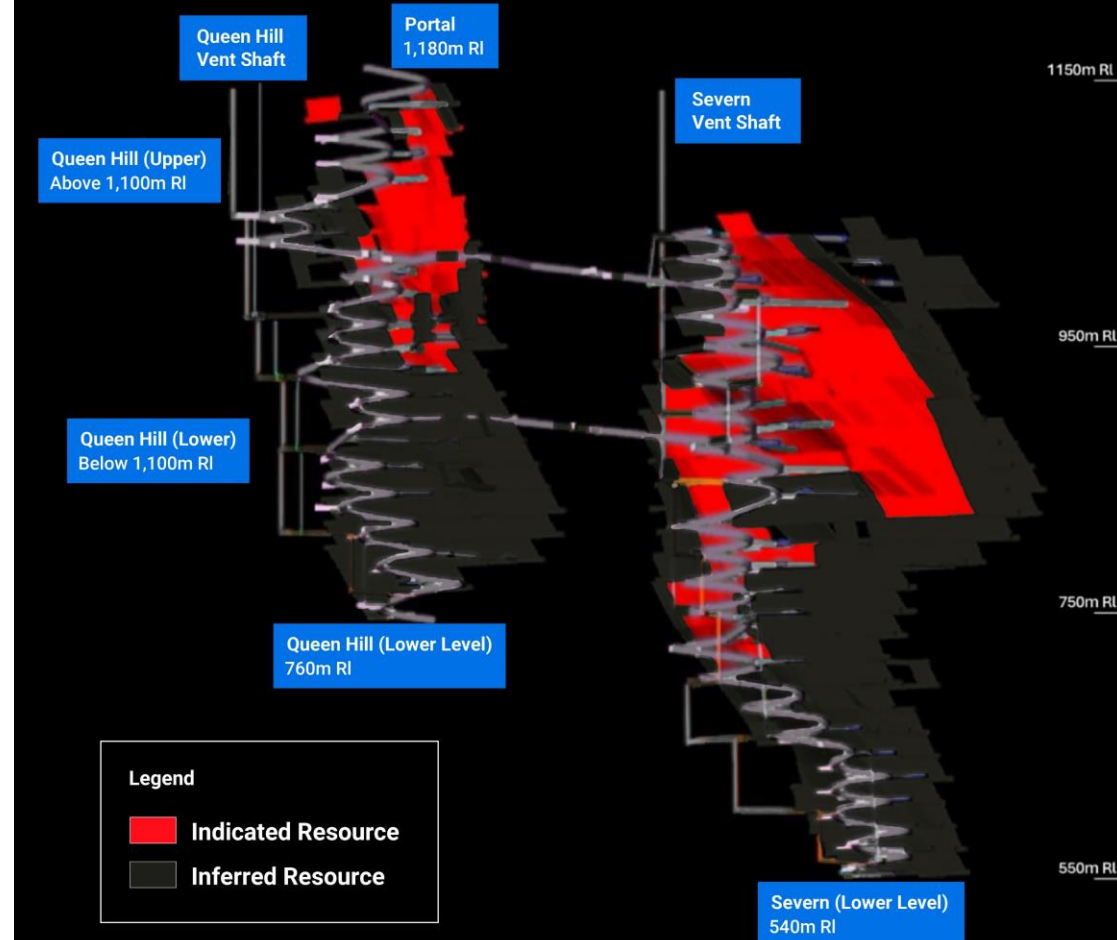 Queen Hill
Vent Shaft
Portal
1,180m Rl
1150m Rl
Severn
Vent Shaft
Queen Hill (Upper)
Above 1,100m Rl
950m Rl
Queen Hill (Lower)
Below 1,100m Rl
750m Rl
Queen Hill (Lower Level)
760m Rl
Legend
Indicated Resource
Inferred Resource
550m Rl
Severn (Lower Level)
540m Rl